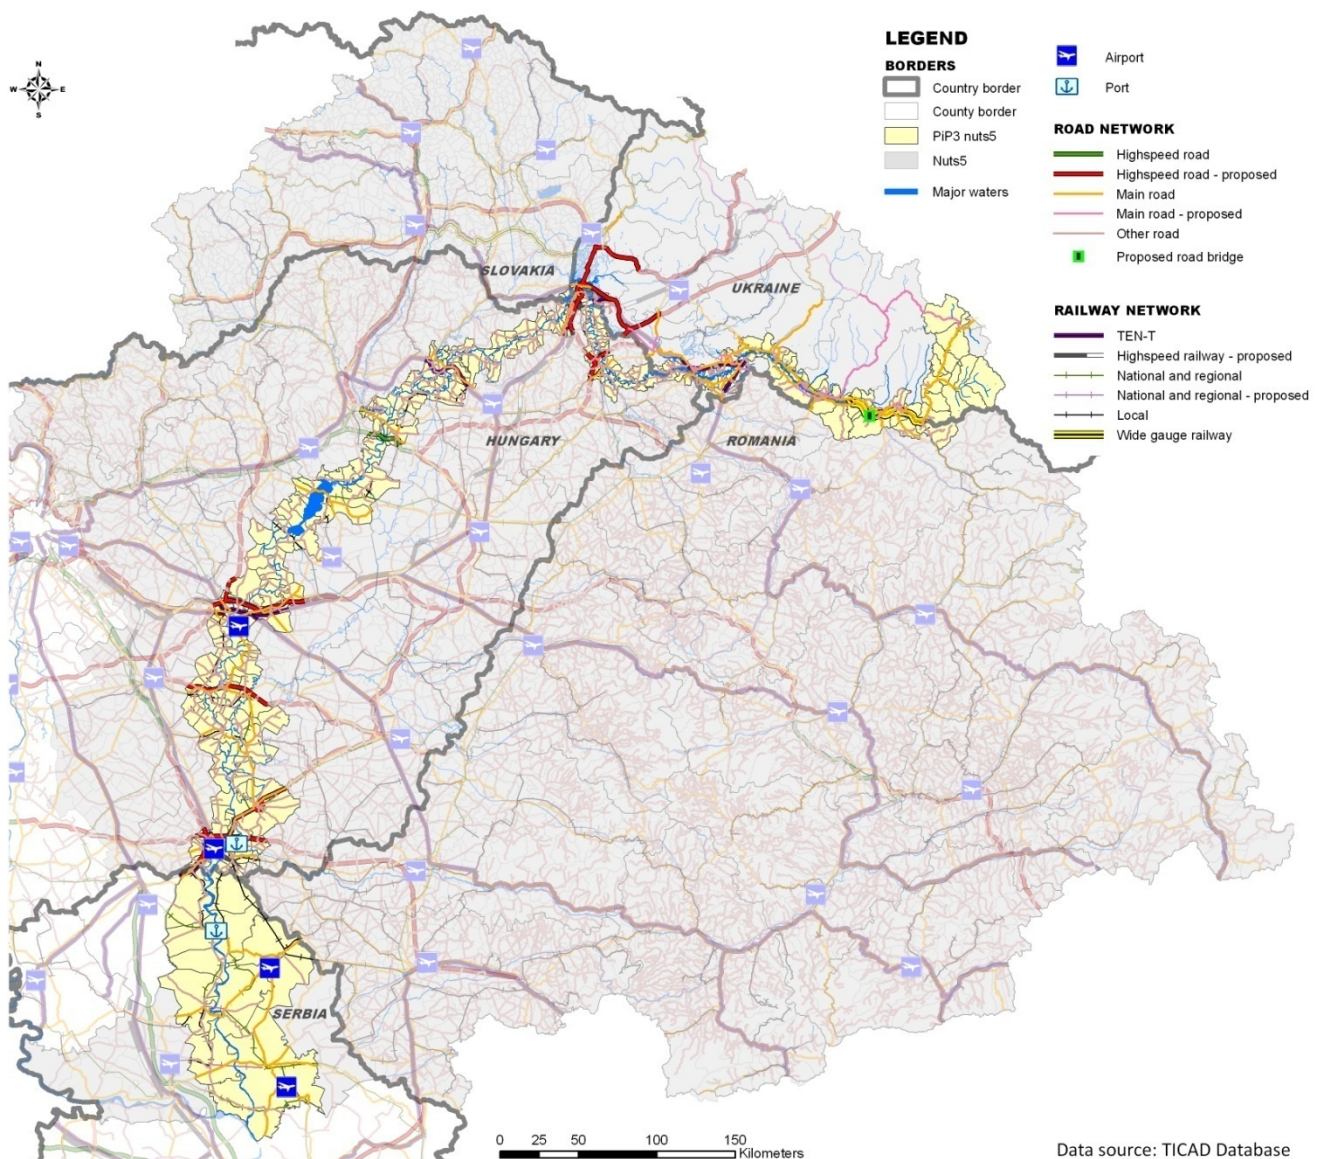 LEGEND
BORDERS
Country border
County border
PiP3 nuts5
Nuts5
Major waters
Airport
Port
ROAD NETWORK
Highspeed road
Highspeed road - proposed
Main road
Main road - proposed
Other road
Proposed road bridge
RAILWAY NETWORK
TEN-T
Highspeed railway - proposed
National and regional
National and regional - proposed
Local
Wide gauge railway
N
W E
S
SLOVAKIA
UKRAINE
HUNGARY
ROMANIA
SERBIA
0 25 50 100 150
Kilometers
Data source: TICAD Database